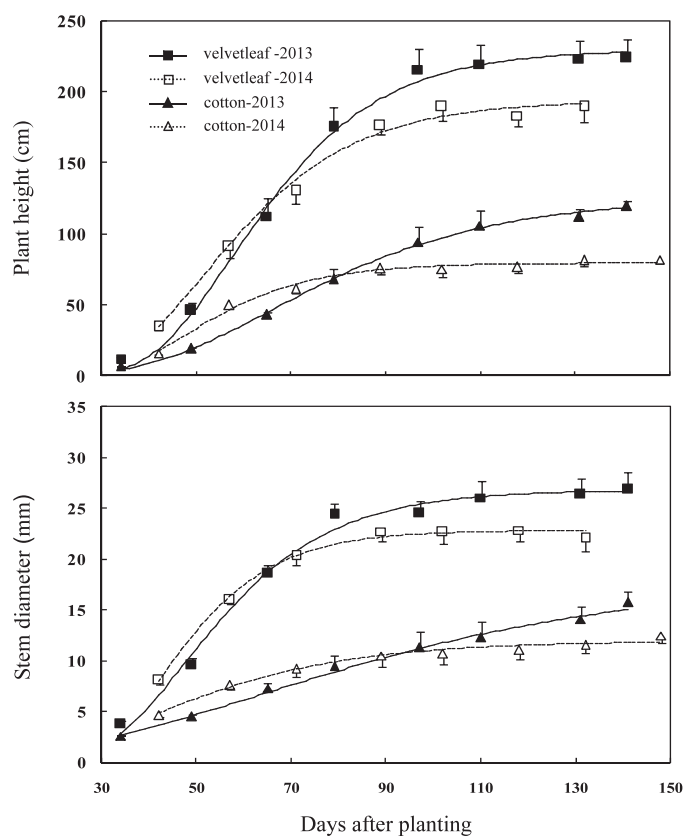 250
200
150
100
50
0
Plant height (cm)
velvetleaf -2013
velvetleaf -2014
cotton-2013
cotton-2014
35
30
25
20
15
10
5
0
Stem diameter (mm)
30 50 70 90 110 130 150
Days after planting